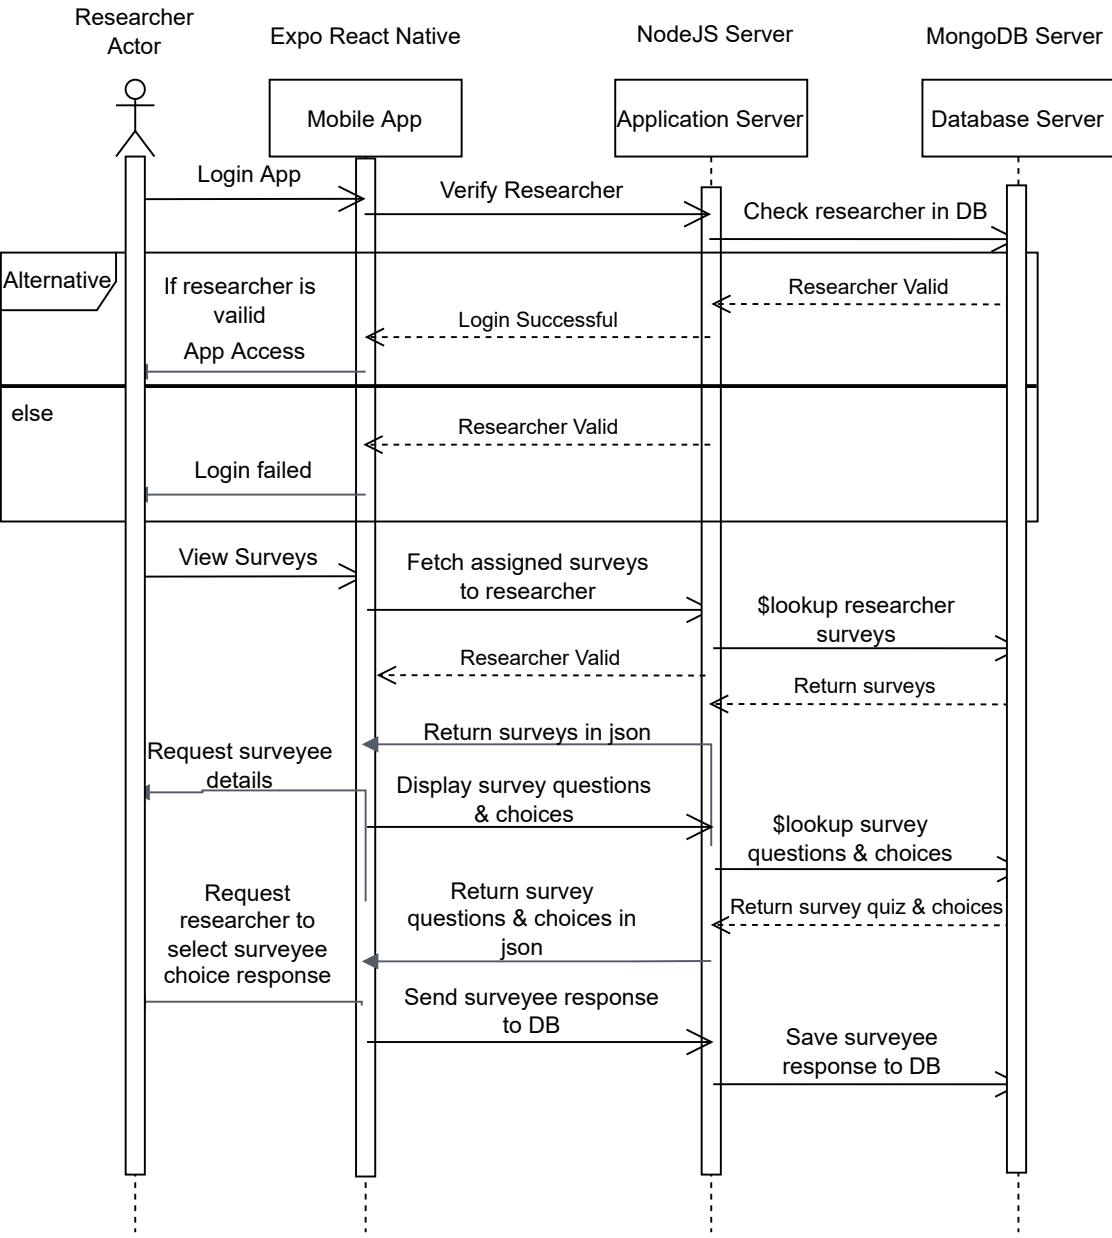 Researcher
Actor
Expo React Native
NodeJS Server
MongoDB Server
Mobile App
Application Server
Database Server
Login App
Verify Researcher
Check researcher in DB
Alternative
If researcher is
vailid
Researcher Valid
Login Successful
App Access
else
Researcher Valid
Login failed
View Surveys
Fetch assigned surveys
to researcher
$lookup researcher
surveys
Researcher Valid
Return surveys
Return surveys in json
Request surveyee
details
Display survey questions
& choices
$lookup survey
questions & choices
Request
researcher to
select surveyee
choice response
Return survey
questions & choices in
json
Return survey quiz & choices
Send surveyee response
to DB
Save surveyee
response to DB